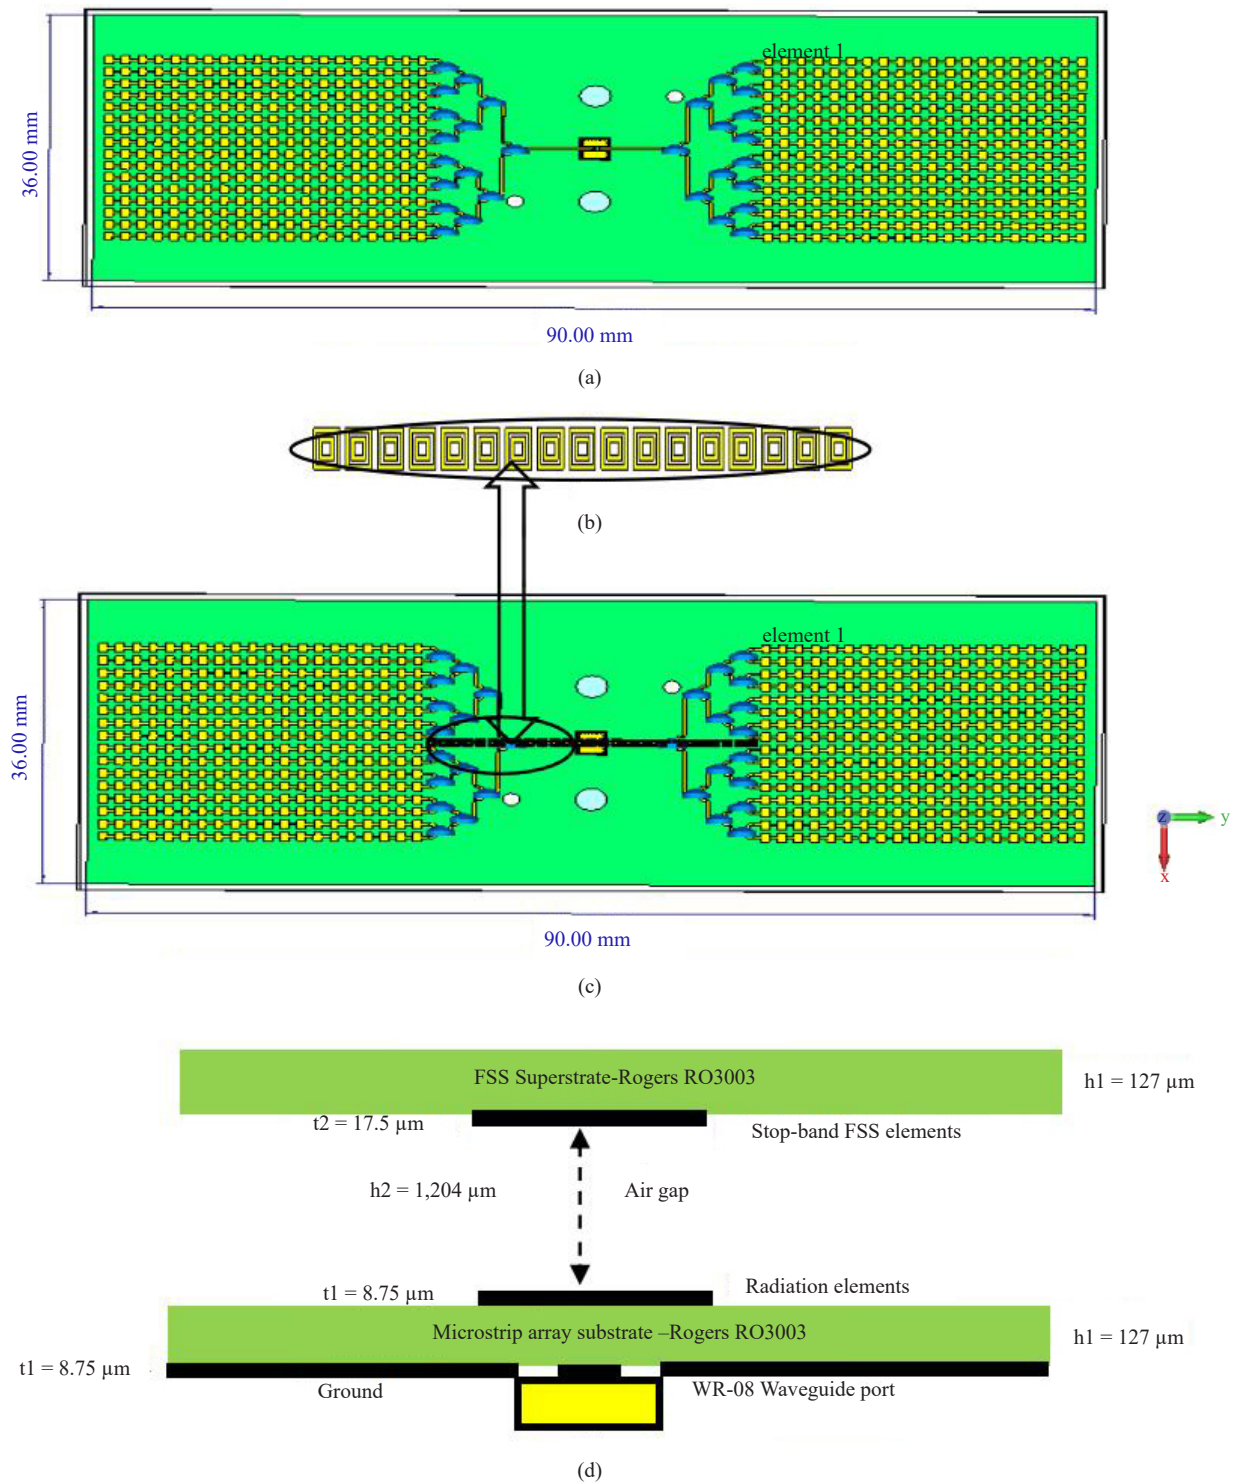 element 1
36.00 mm
90.00 mm
(a)
(b)
element 1
36.00 mm
z
y
x
90.00 mm
(c)
FSS Superstrate-Rogers RO3003
h1 = 127 µm
t2 = 17.5 µm
Stop-band FSS elements
h2 = 1,204 µm
Air gap
Radiation elements
t1 = 8.75 µm
Microstrip array substrate –Rogers RO3003
h1 = 127 µm
t1 = 8.75 µm
Ground
WR-08 Waveguide port
(d)